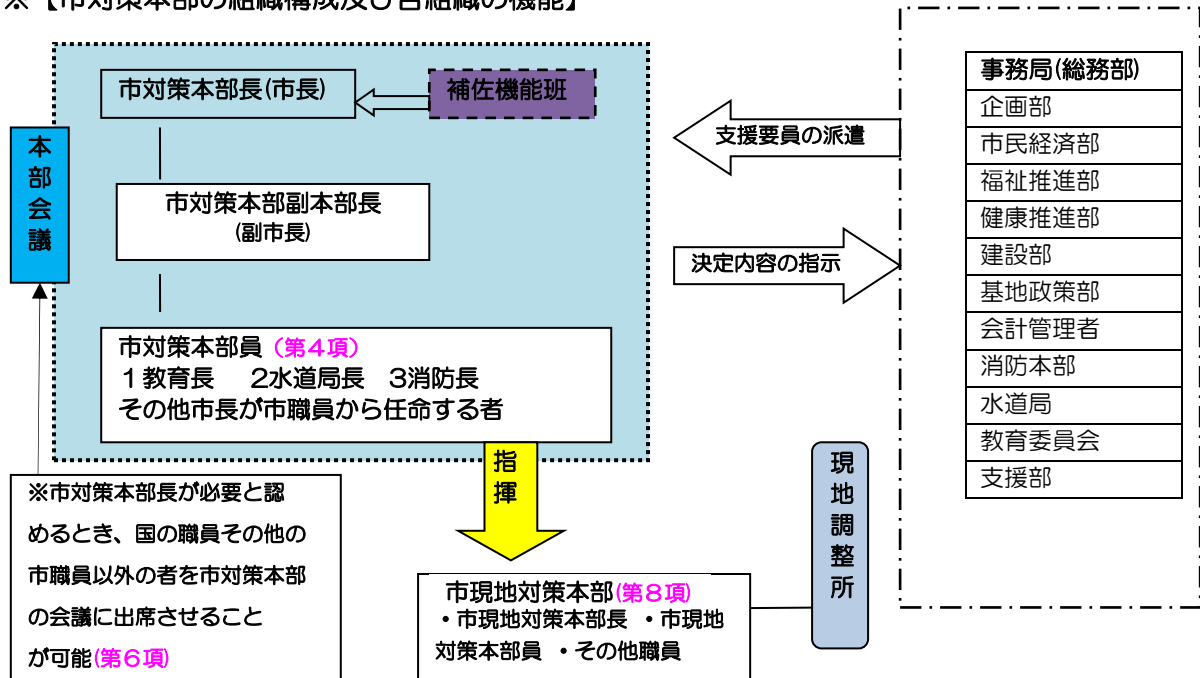 ※【市対策本部の組織構成及び各組織の機能】
市対策本部長(市長)
補佐機能班
本部会議
市対策本部副本部長
(副市長)
市対策本部員（第４項）
１教育長　２水道局長　３消防長
その他市長が市職員から任命する者
※市対策本部長が必要と認
めるとき、国の職員その他の
市職員以外の者を市対策本部
の会議に出席させること
が可能(第６項)
指揮
市現地対策本部(第８項)
・市現地対策本部長　・市現地
対策本部員　・その他職員
現地調整所
支援要員の派遣
決定内容の指示
事務局(総務部)
企画部
市民経済部
福祉推進部
健康推進部
建設部
基地政策部
会計管理者
消防本部
水道局
教育委員会
支援部